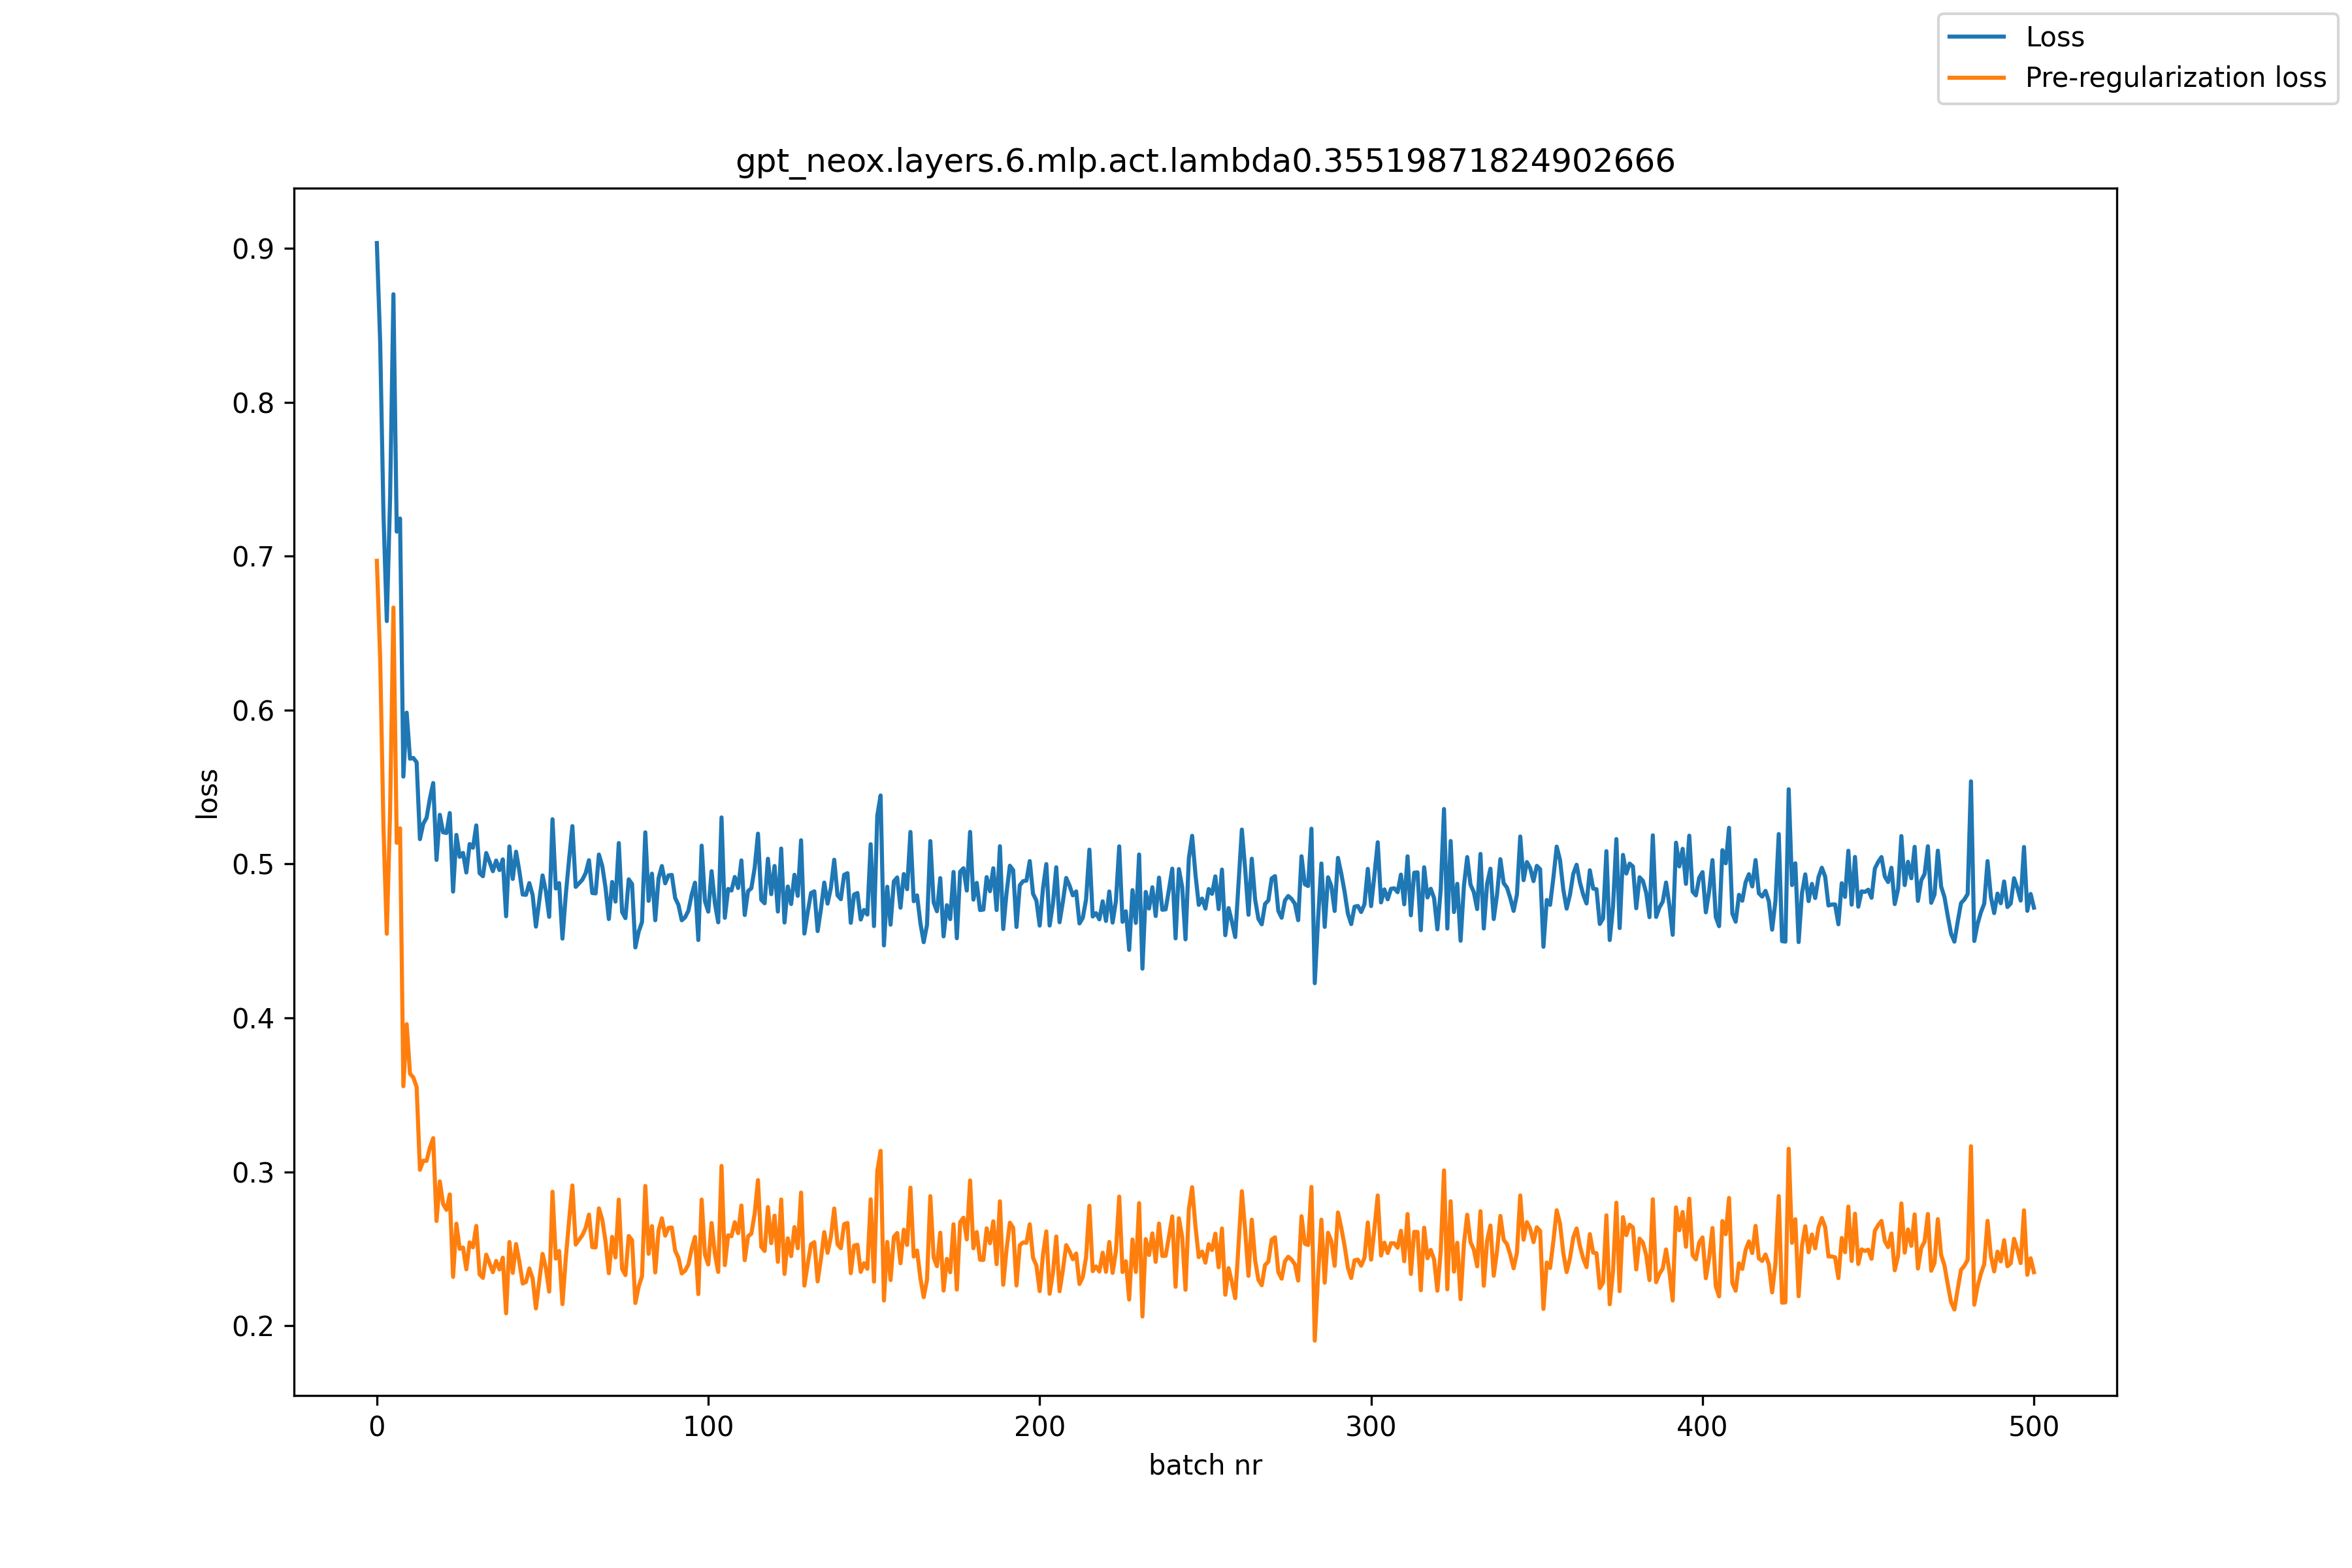 Loss
Pre-regularization loss
gpt_neox.layers.6.mlp.act.lambda0.35519871824902666
0.9
0.8
0.7
0.6
0.5
0.4
0.3
0.2
loss
0 100 200 300 400 500
batch nr